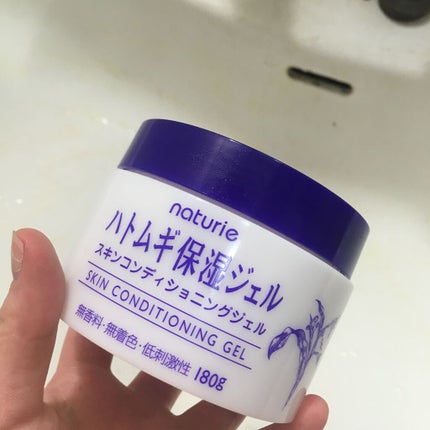 naturie
ハトムギ保湿ジェル
スキンコンディショニングジェル
SKIN CONDITIONING GEL
無香料・無着色・低刺激性 180g